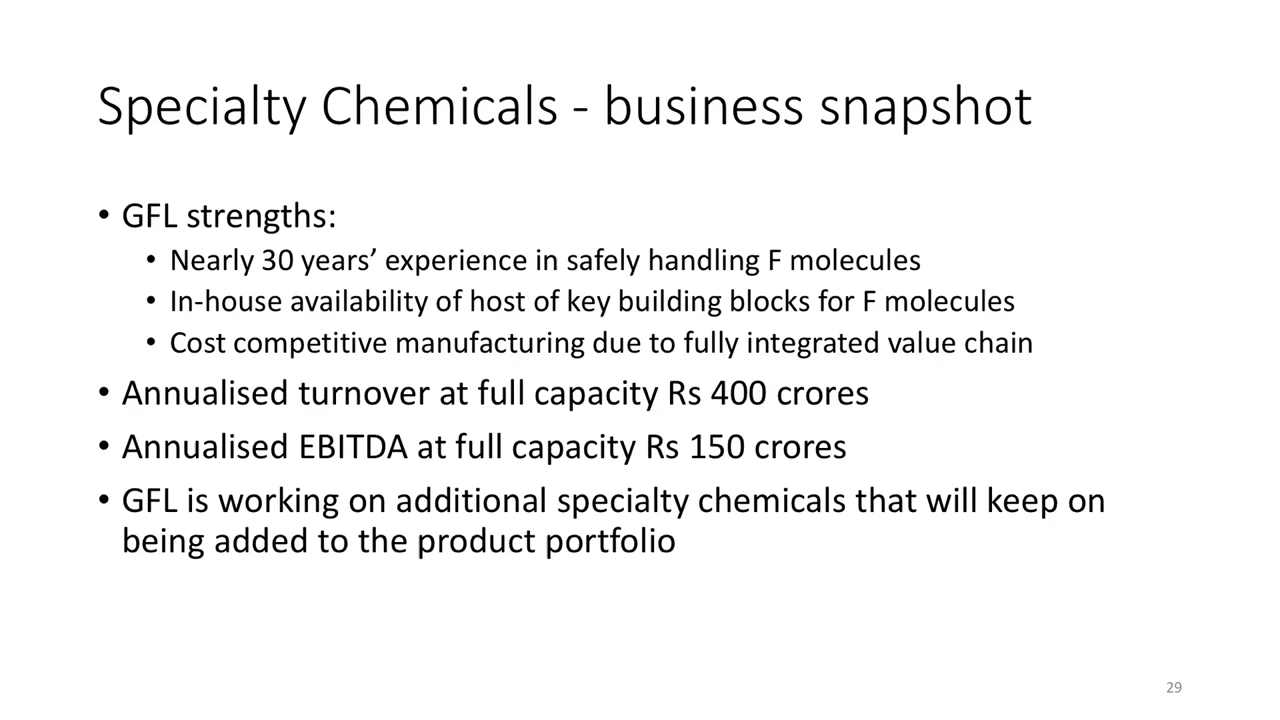 Specialty Chemicals - business snapshot
• GFL strengths:
• Nearly 30 years’ experience in safely handling F molecules
• In-house availability of host of key building blocks for F molecules
• Cost competitive manufacturing due to fully integrated value chain
• Annualised turnover at full capacity Rs 400 crores
• Annualised EBITDA at full capacity Rs 150 crores
• GFL is working on additional specialty chemicals that will keep on
being added to the product portfolio
29